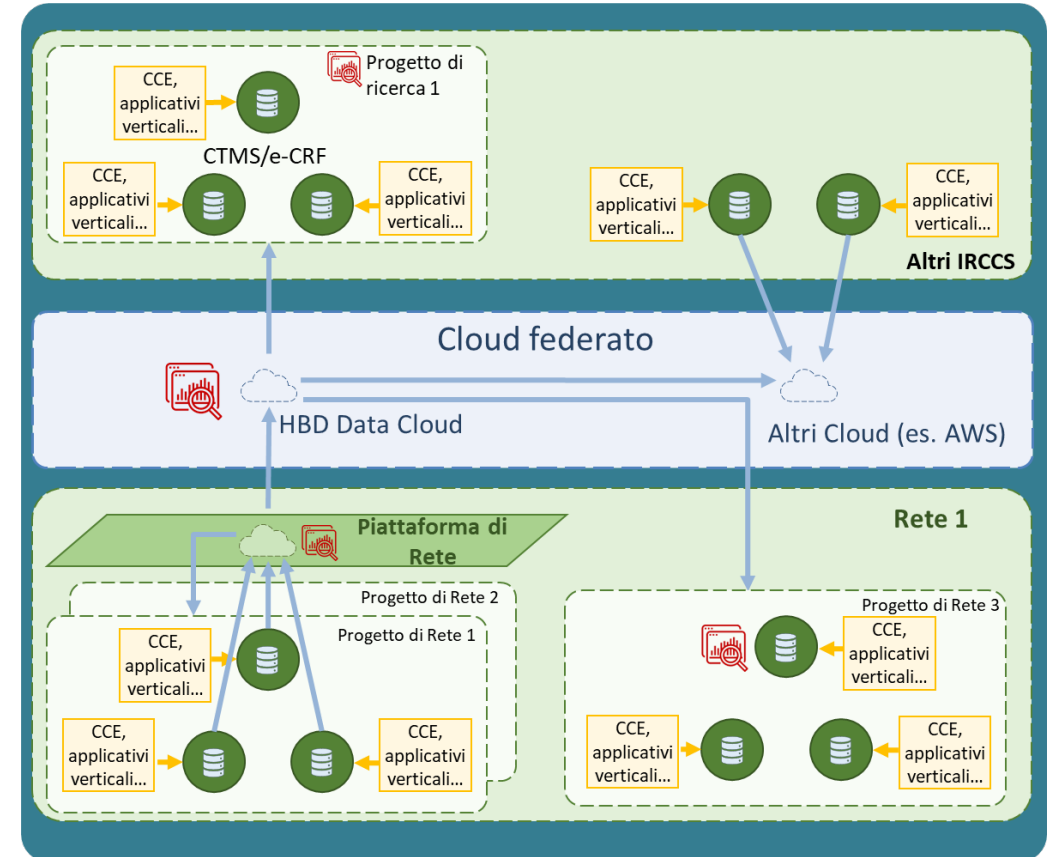 Progetto di
ricerca 1
CCE,
applicativi
verticali...
CTMS/e-CRF
CCE,
applicativi
verticali...
CCE,
applicativi
verticali...
CCE,
applicativi
verticali...
CCE,
applicativi
verticali...
Altri IRCCS
Cloud federato
HBD Data Cloud
Altri Cloud (es. AWS)
Rete 1
Piattaforma di
Rete
Progetto di Rete 2
Progetto di Rete 1
CCE,
applicativi
verticali...
CCE,
applicativi
verticali...
CCE,
applicativi
verticali...
Progetto di Rete 3
CCE,
applicativi
verticali...
CCE,
applicativi
verticali...
CCE,
applicativi
verticali...